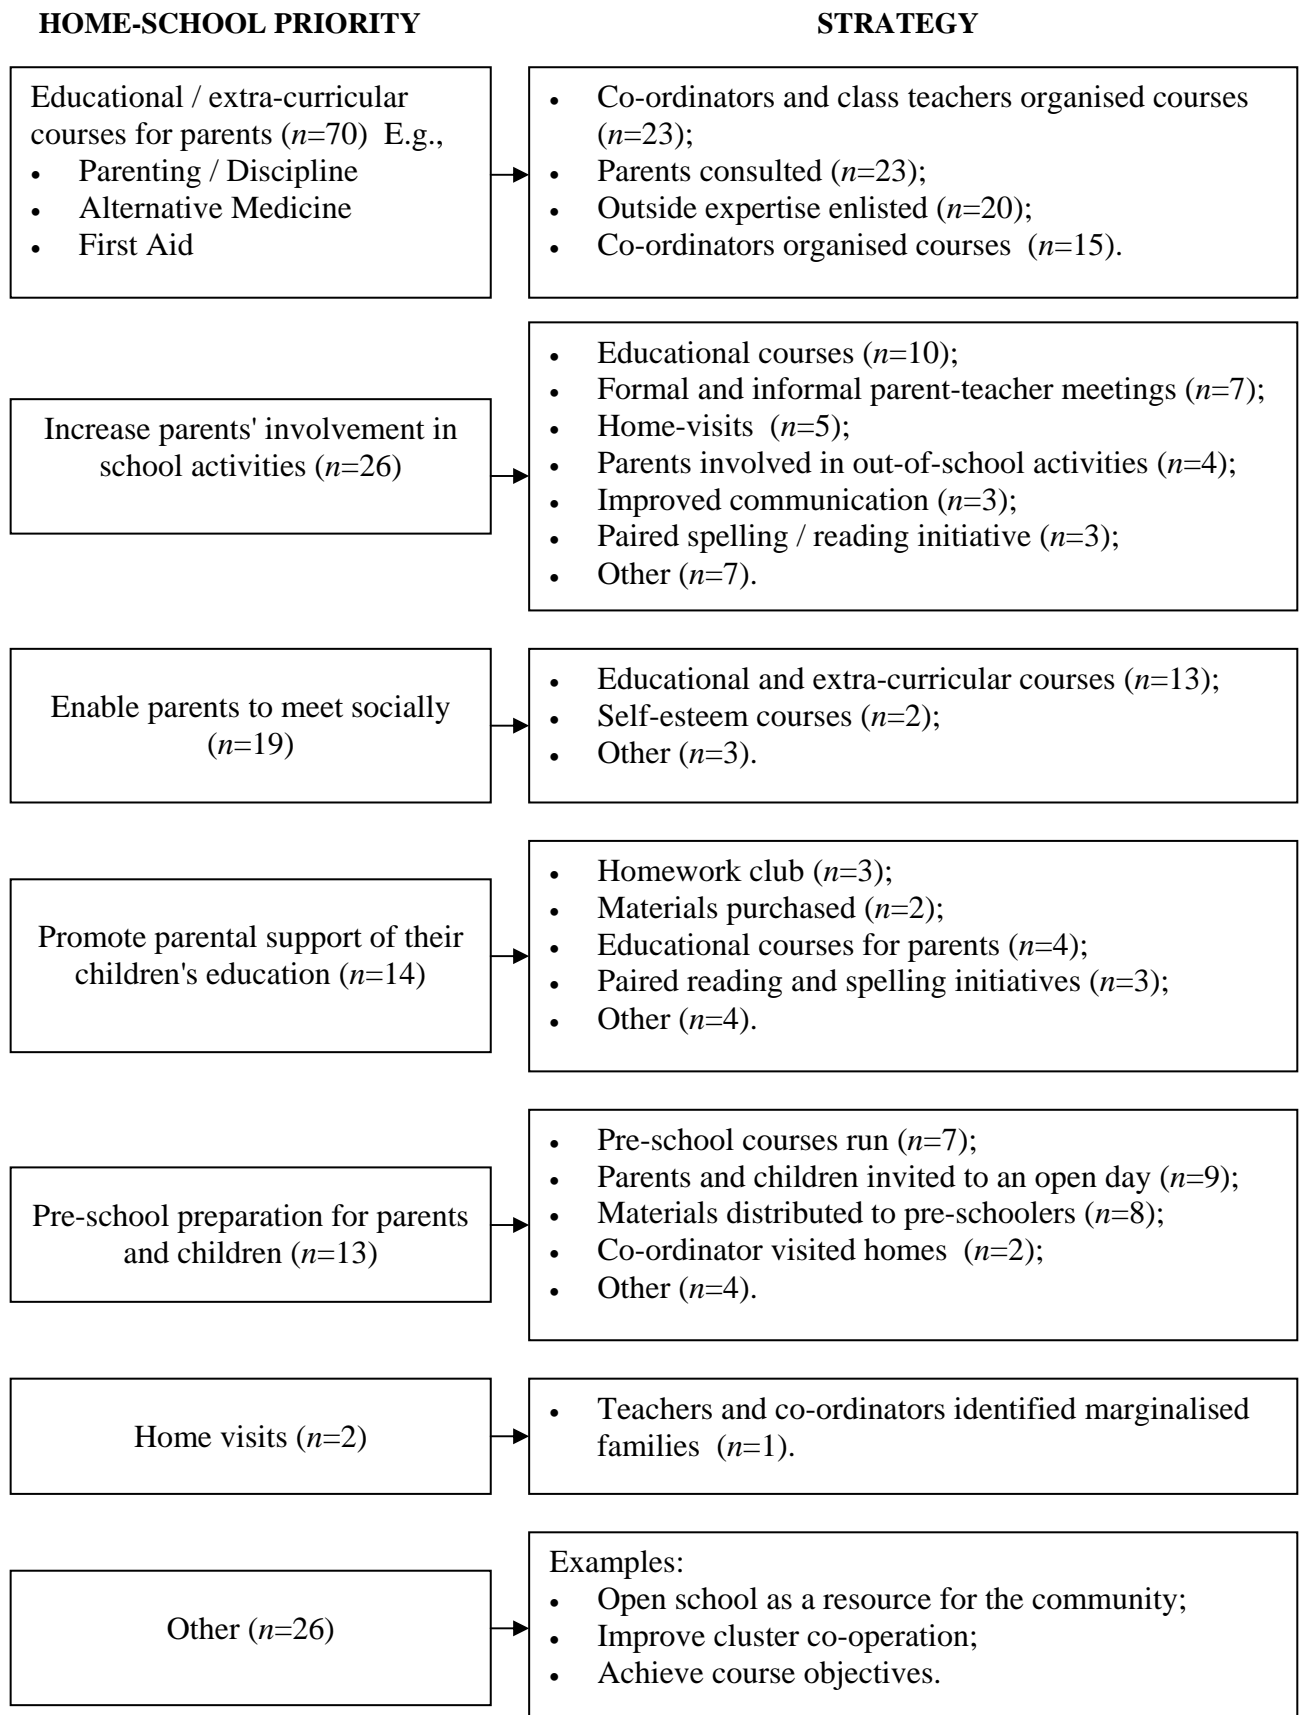 HOME-SCHOOL PRIORITY
STRATEGY
Educational / extra-curricular
courses for parents (n=70)  E.g.,
• Parenting / Discipline
• Alternative Medicine
• First Aid
• Co-ordinators and class teachers organised courses
(n=23);
• Parents consulted (n=23);
• Outside expertise enlisted (n=20);
• Co-ordinators organised courses  (n=15).
Increase parents' involvement in
school activities (n=26)
• Educational courses (n=10);
• Formal and informal parent-teacher meetings (n=7);
• Home-visits  (n=5);
• Parents involved in out-of-school activities (n=4);
• Improved communication (n=3);
• Paired spelling / reading initiative (n=3);
• Other (n=7).
Enable parents to meet socially
(n=19)
• Educational and extra-curricular courses (n=13);
• Self-esteem courses (n=2);
• Other (n=3).
Promote parental support of their
children's education (n=14)
• Homework club (n=3);
• Materials purchased (n=2);
• Educational courses for parents (n=4);
• Paired reading and spelling initiatives (n=3);
• Other (n=4).
Pre-school preparation for parents
and children (n=13)
• Pre-school courses run (n=7);
• Parents and children invited to an open day (n=9);
• Materials distributed to pre-schoolers (n=8);
• Co-ordinator visited homes  (n=2);
• Other (n=4).
Home visits (n=2)
• Teachers and co-ordinators identified marginalised
families  (n=1).
Other (n=26)
Examples:
• Open school as a resource for the community;
• Improve cluster co-operation;
• Achieve course objectives.